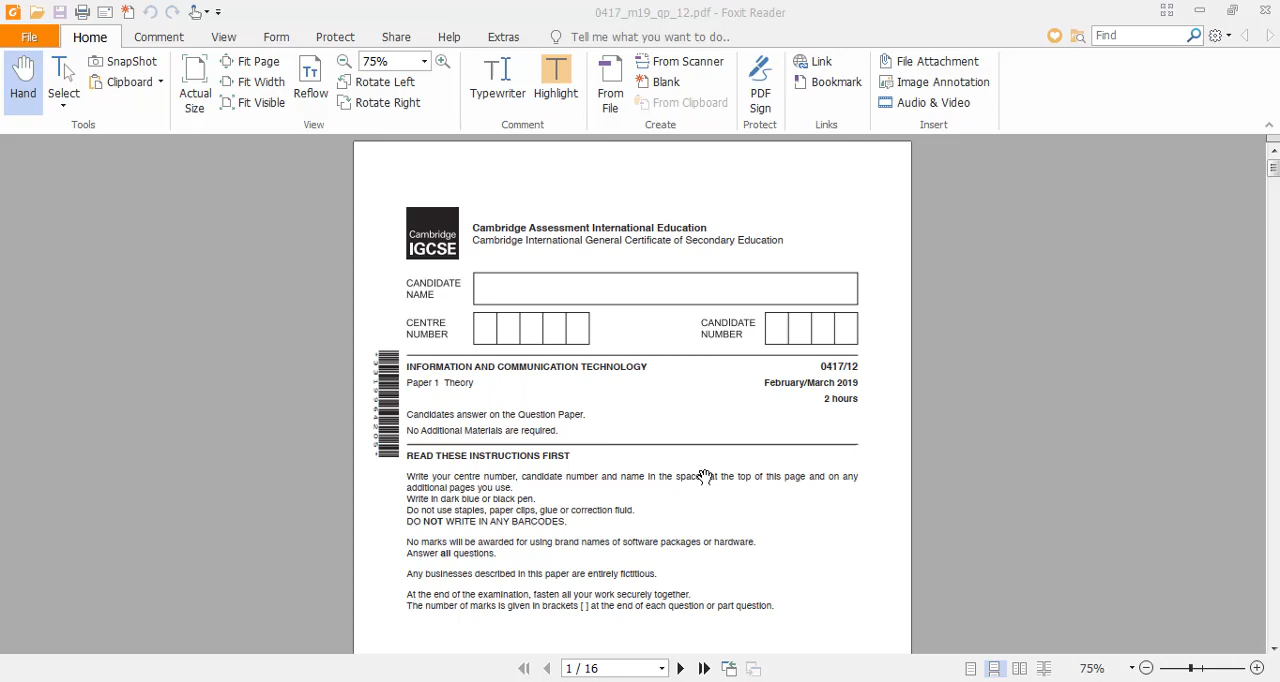 0417_m19_qp_12.pdf - Foxit Reader
File Home Comment View Form Protect Share Help Extras Tell me what you want to do.. Find
Hand
Select
SnapShot
Clipboard
Tools
Actual Size
Fit Page
Fit Width
Fit Visible
Reflow
75%
Rotate Left
Rotate Right
View
Typewriter
Highlight
Comment
From File
From Scanner
Blank
From Clipboard
Create
PDF Sign
Protect
Link
Bookmark
Links
File Attachment
Image Annotation
Audio & Video
Insert
Cambridge
IGCSE
Cambridge Assessment International Education
Cambridge International General Certificate of Secondary Education
CANDIDATE
NAME
CENTRE
NUMBER
CANDIDATE
NUMBER
INFORMATION AND COMMUNICATION TECHNOLOGY 0417/12
Paper 1 Theory February/March 2019
2 hours
Candidates answer on the Question Paper.
No Additional Materials are required.
READ THESE INSTRUCTIONS FIRST
Write your centre number, candidate number and name in the spaces at the top of this page and on any
additional pages you use.
Write in dark blue or black pen.
Do not use staples, paper clips, glue or correction fluid.
DO NOT WRITE IN ANY BARCODES.
No marks will be awarded for using brand names of software packages or hardware.
Answer all questions.
Any businesses described in this paper are entirely fictitious.
At the end of the examination, fasten all your work securely together.
The number of marks is given in brackets [ ] at the end of each question or part question.
1 / 16
75%